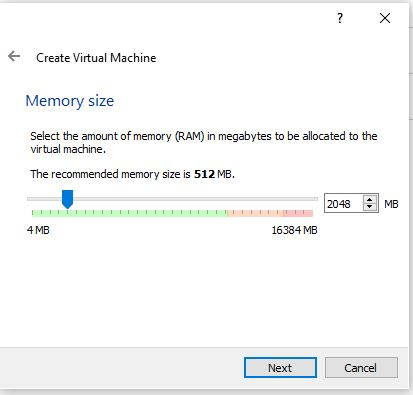 ?
Create Virtual Machine
Memory size
Select the amount of memory (RAM) in megabytes to be allocated to the
virtual machine.
The recommended memory size is 512 MB.
2048 MB
4 MB 16384 MB
Next Cancel